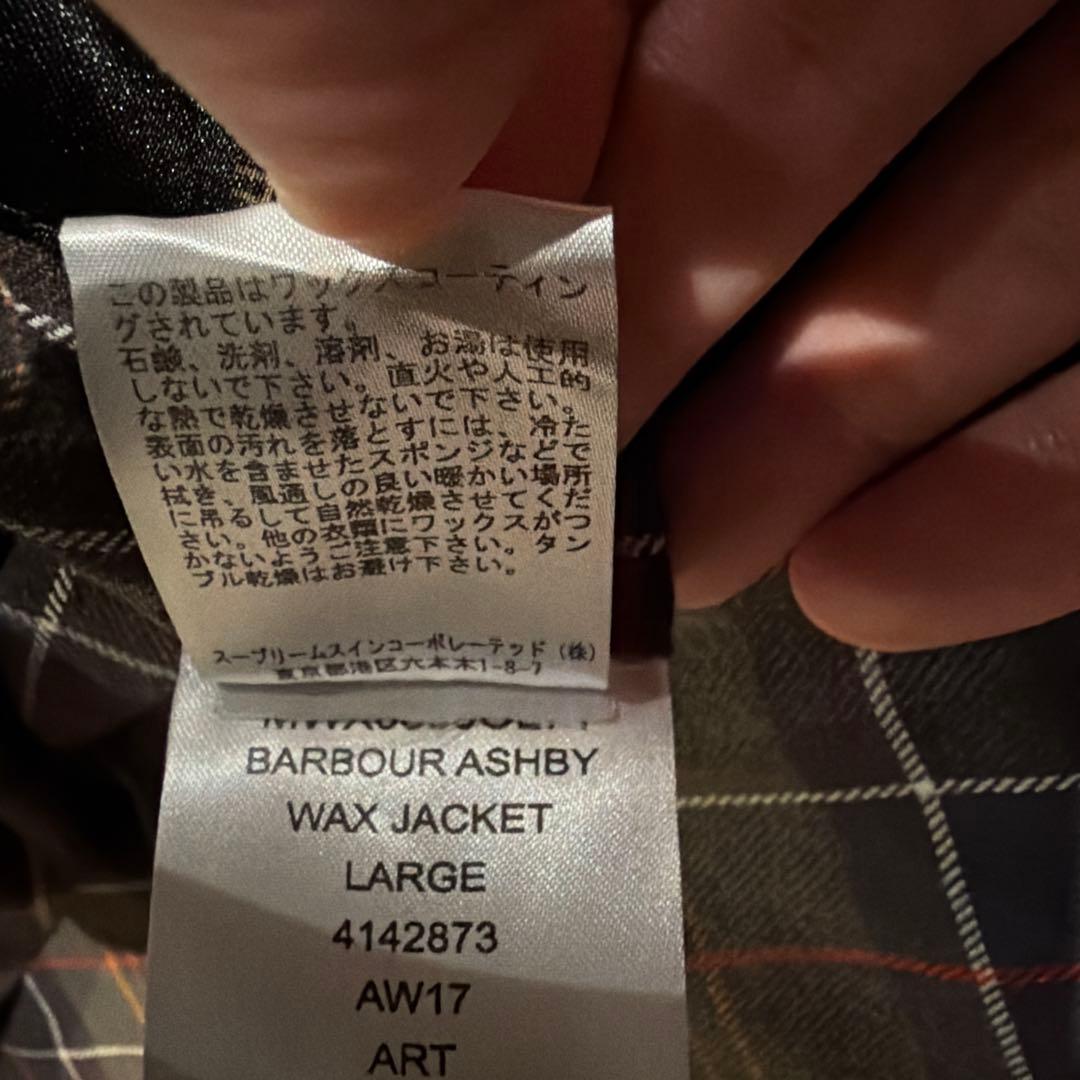 この製品はワックスコーティン
グされています。
石鹸、洗剤、溶剤、お湯は使用
しないで下さい。直火や人工的
な熱で乾燥させないで下さい。
表面の汚れを落とすには、冷た
い水を含ませたスポンジなどで
拭き、風通しの良い暖かい場所
に吊るして自然乾燥させてくだ
さい。他の衣類にワックスがつ
かないようご注意下さい。タン
ブル乾燥はお避け下さい。
スープリームスインコーポレーテッド（株）
東京都港区六本木1-8-7
BARBOUR ASHBY
WAX JACKET
LARGE
4142873
AW17
ART